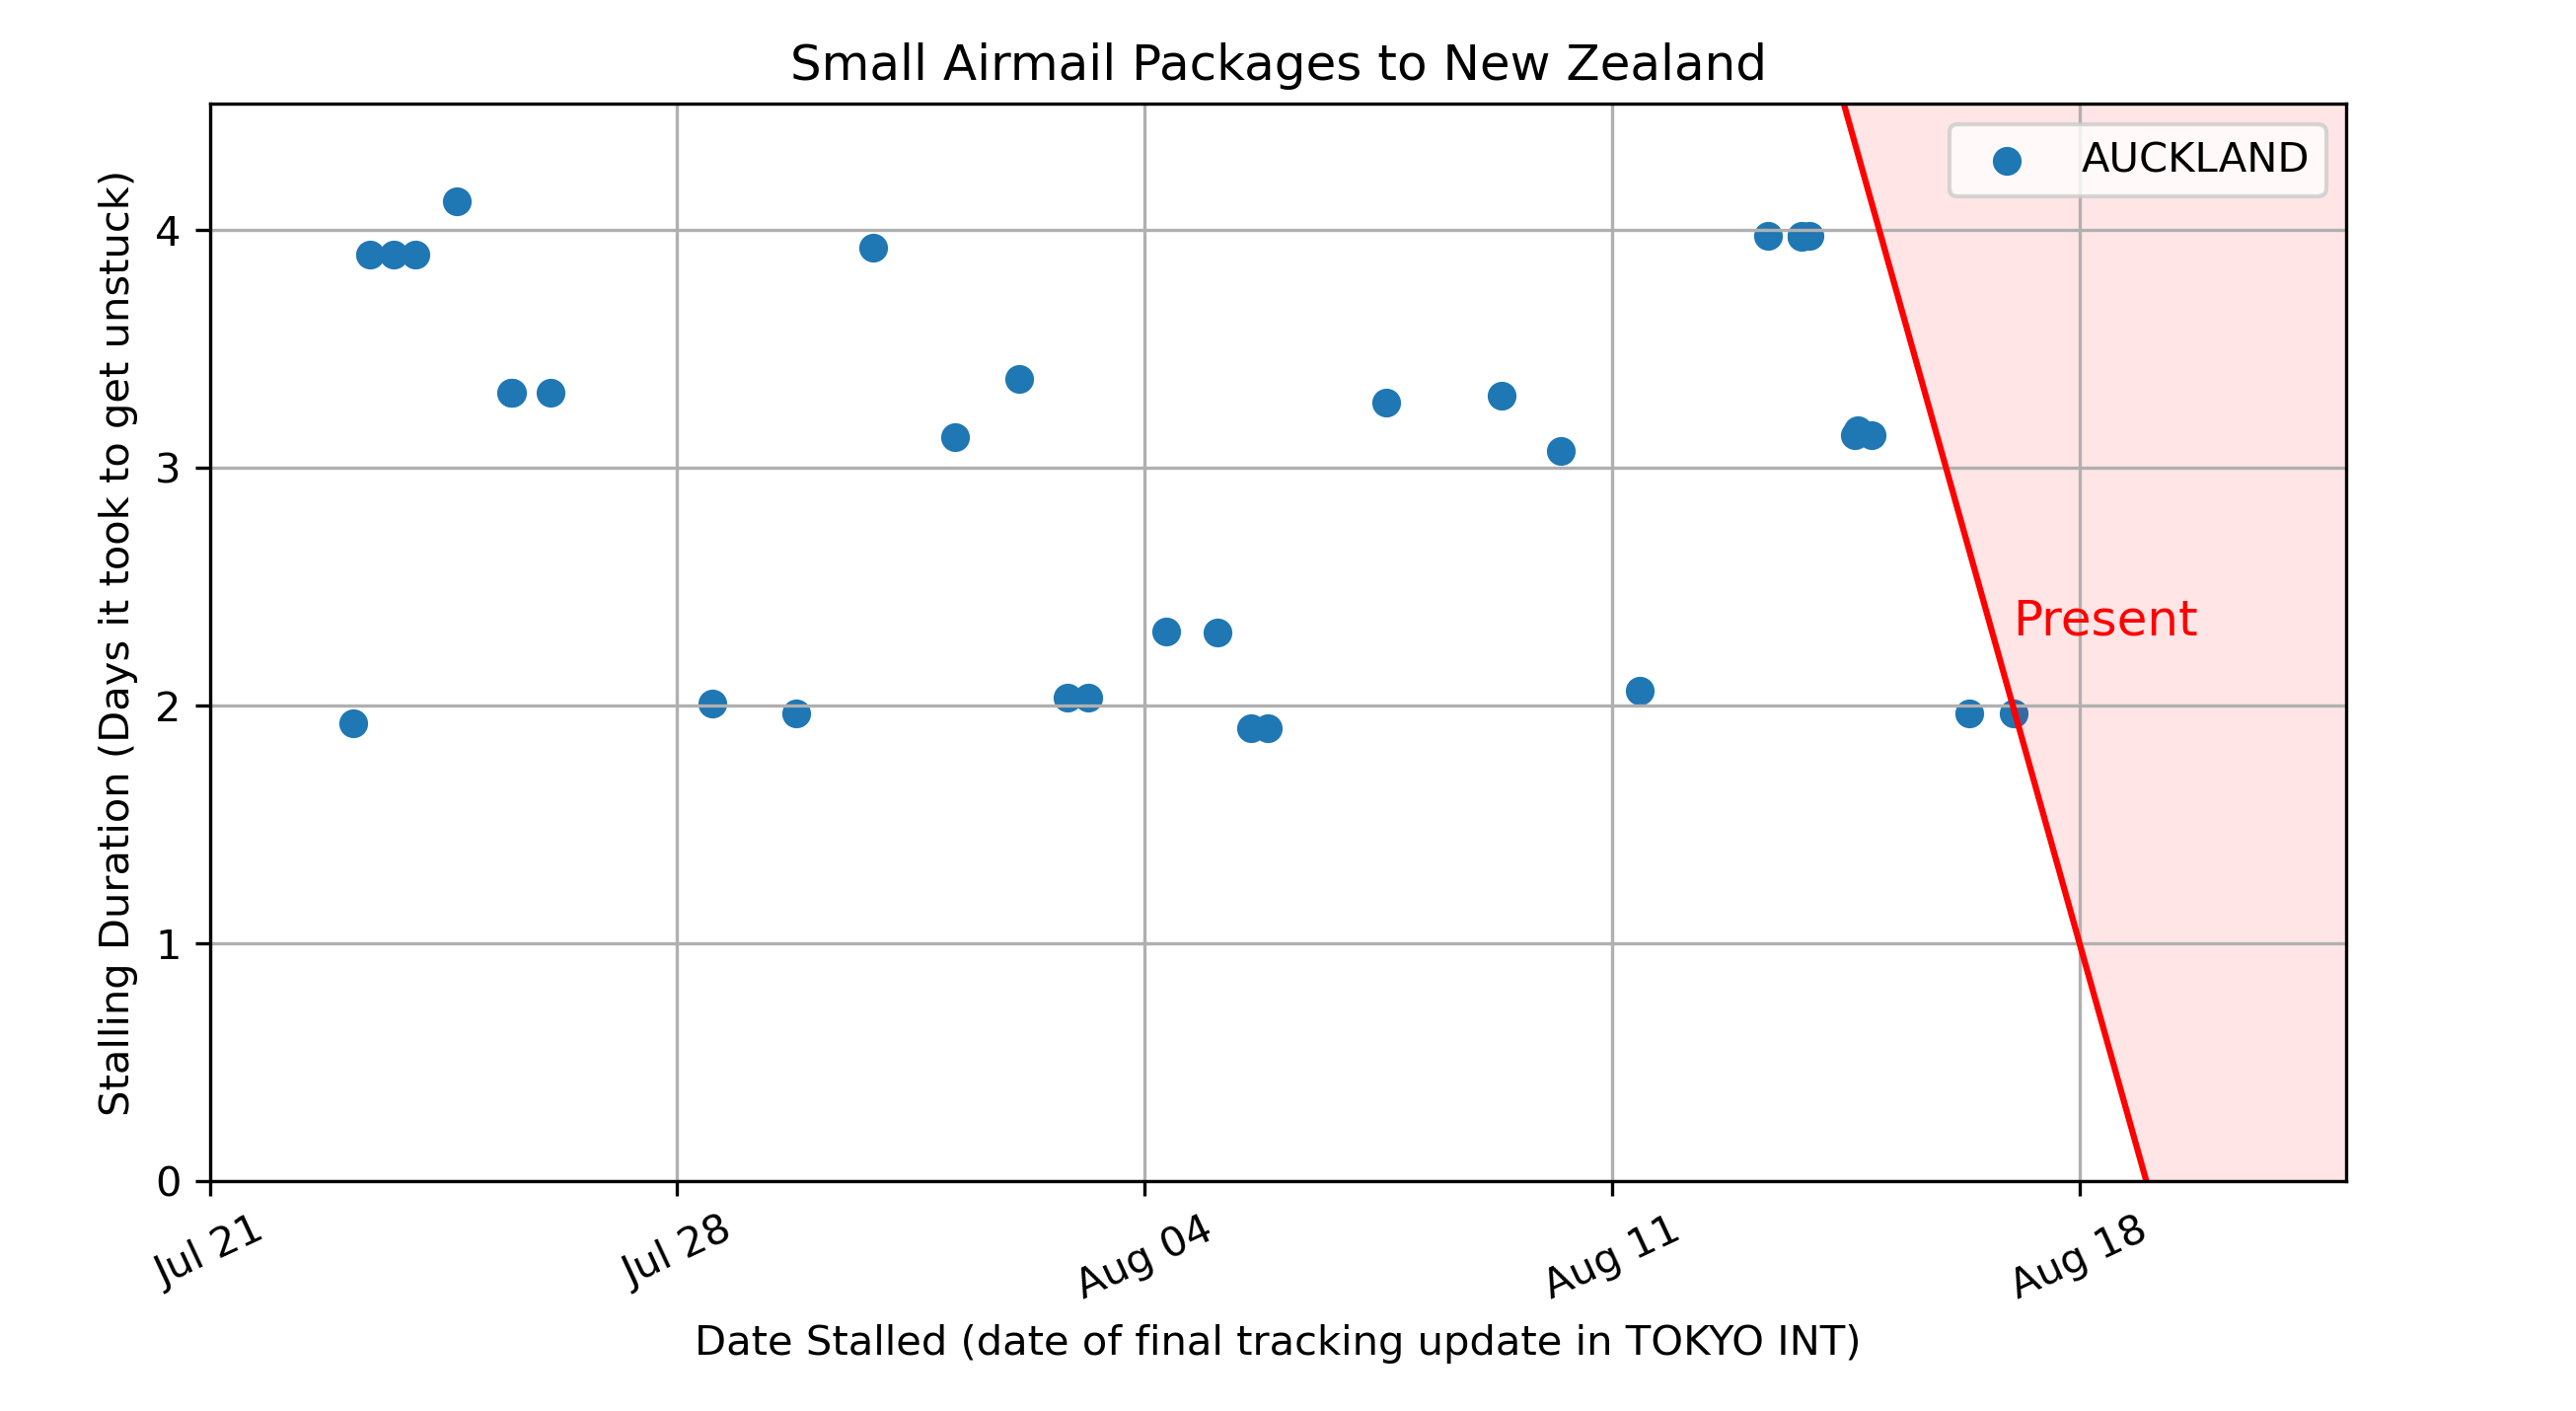 Small Airmail Packages to New Zealand
AUCKLAND
Stalling Duration (Days it took to get unstuck)
4
3
2
1
0
Present
Jul 21
Jul 28
Aug 04
Aug 11
Aug 18
Date Stalled (date of final tracking update in TOKYO INT)